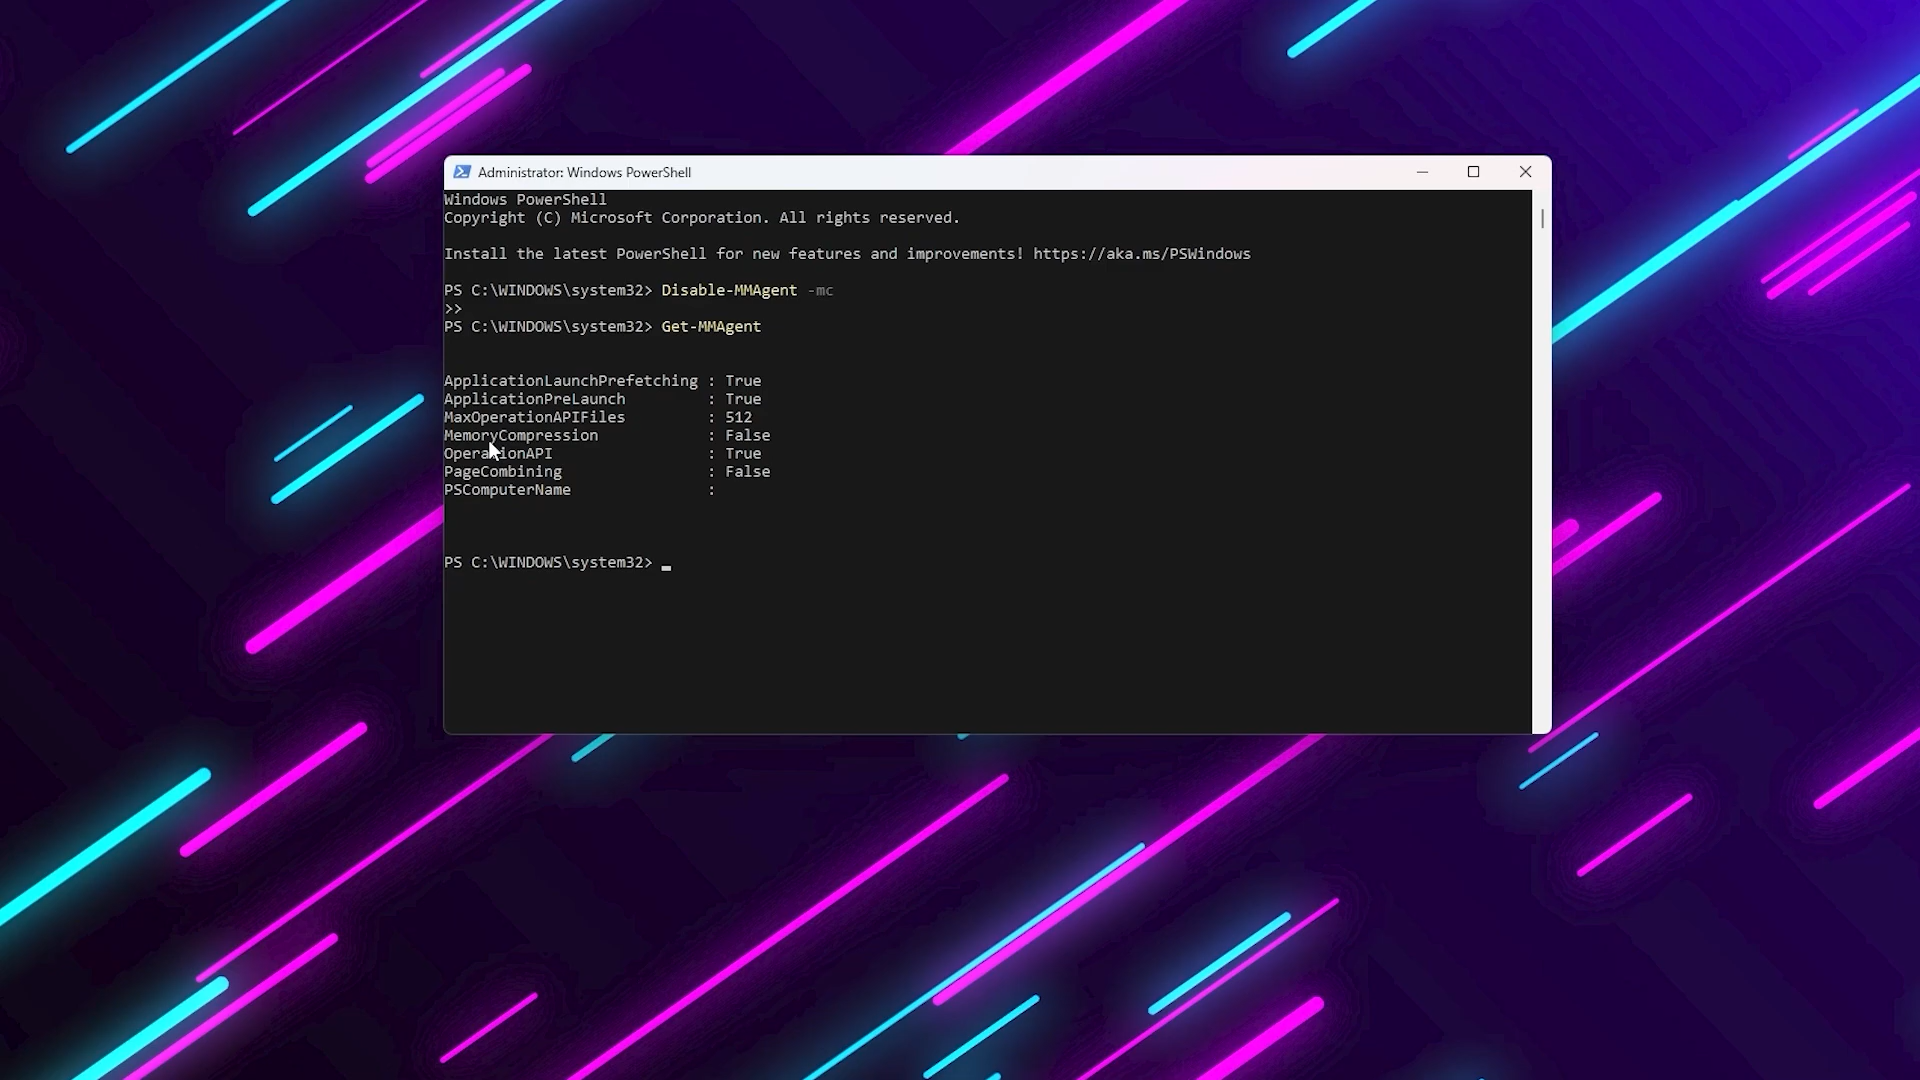 Administrator: Windows PowerShell
Windows PowerShell
Copyright (C) Microsoft Corporation. All rights reserved.
Install the latest PowerShell for new features and improvements! https://aka.ms/PSWindows
PS C:\WINDOWS\system32> Disable-MMAgent -mc
>>
PS C:\WINDOWS\system32> Get-MMAgent
ApplicationLaunchPrefetching : True
ApplicationPreLaunch : True
MaxOperationAPIFiles : 512
MemoryCompression : False
OperationAPI : True
PageCombining : False
PSComputerName :
PS C:\WINDOWS\system32>